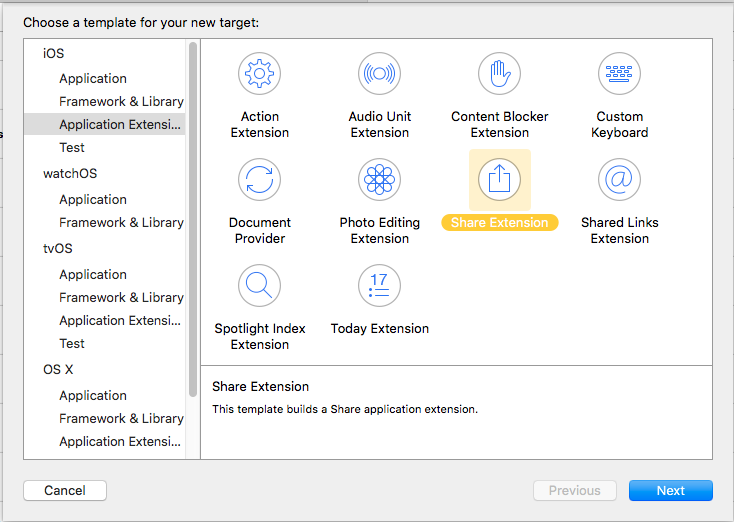 Choose a template for your new target:
iOS
Application
Framework & Library
Application Extensi...
Test
watchOS
Application
Framework & Library
tvOS
Application
Framework & Library
Application Extensi...
Test
OS X
Application
Framework & Library
Application Extensi...
Action
Extension
Audio Unit
Extension
Content Blocker
Extension
Custom
Keyboard
Document
Provider
Photo Editing
Extension
Share Extension
Shared Links
Extension
Spotlight Index
Extension
17
Today Extension
Share Extension
This template builds a Share application extension.
Cancel
Previous
Next